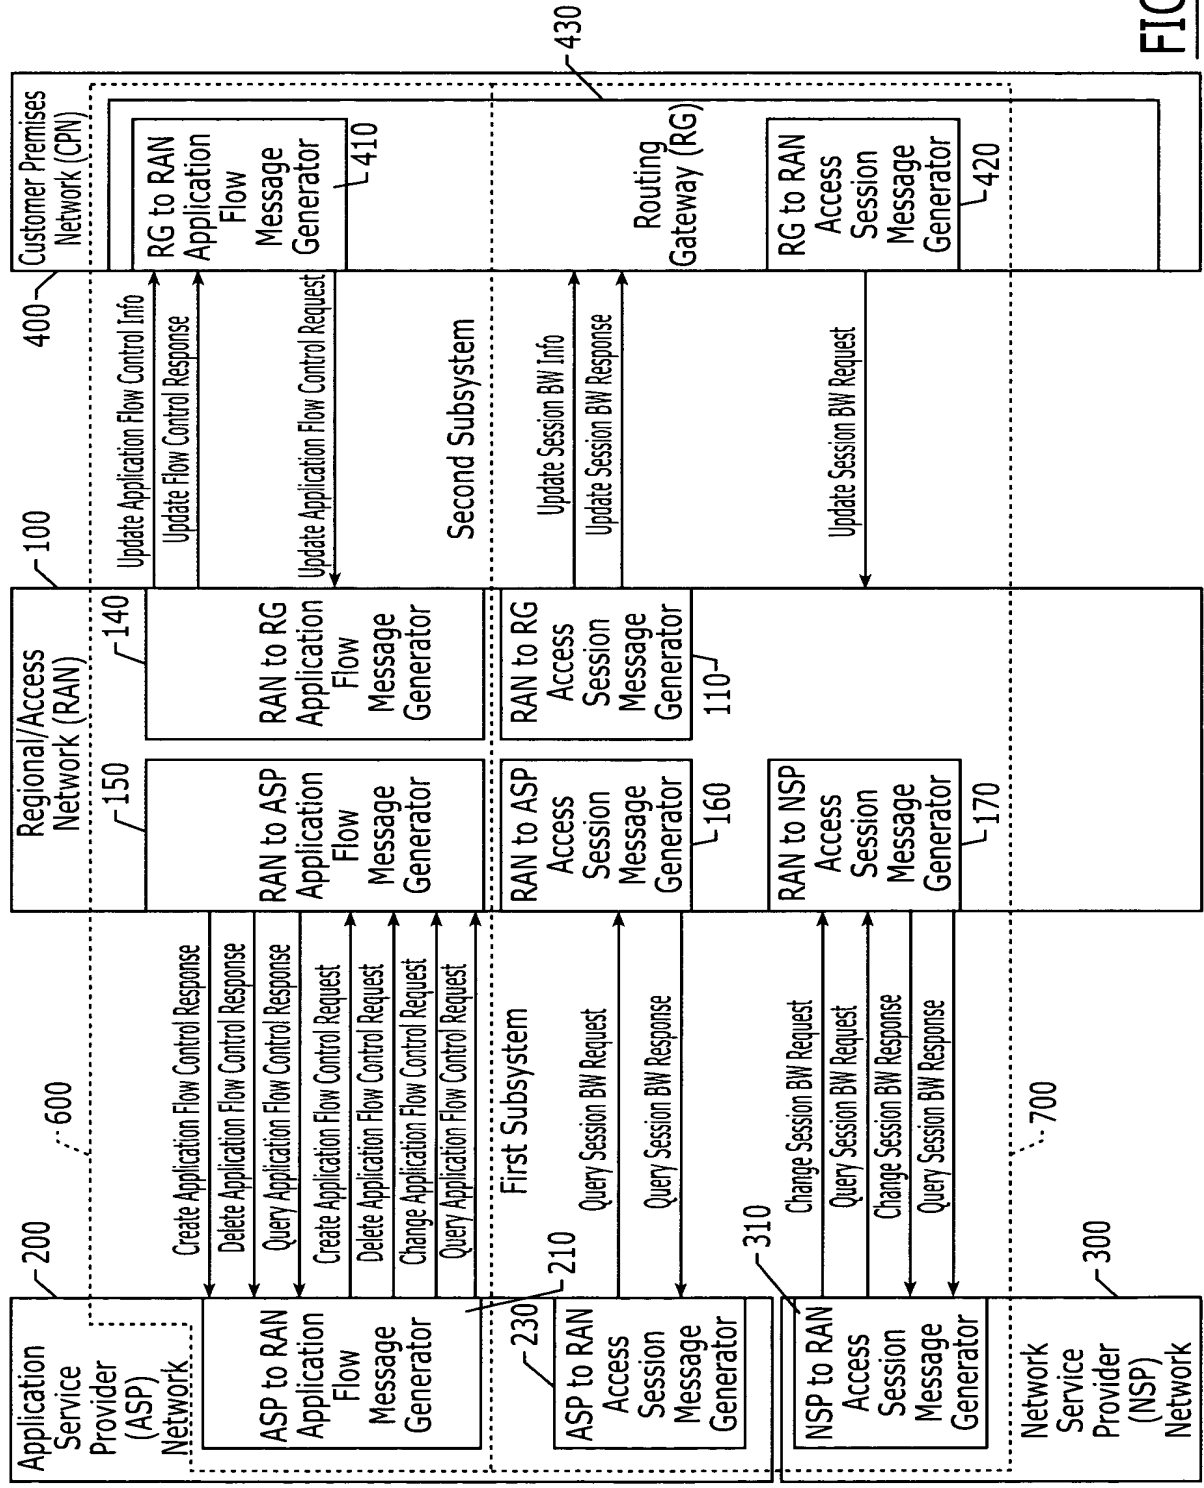 Application
Service
Provider
(ASP)
Network
200
600
ASP to RAN
Application
Flow
Message
Generator
210
Create Application Flow Control Response
Delete Application Flow Control Response
Query Application Flow Control Response
Create Application Flow Control Request
Delete Application Flow Control Request
Change Application Flow Control Request
Query Application Flow Control Request
First Subsystem
230
ASP to RAN
Access
Session
Message
Generator
Query Session BW Request
Query Session BW Response
310
NSP to RAN
Access
Session
Message
Generator
Change Session BW Request
Query Session BW Request
Change Session BW Response
Query Session BW Response
700
300
Network
Service
Provider
(NSP)
Network
Regional/Access
Network (RAN)
100
150
RAN to ASP
Application
Flow
Message
Generator
140
RAN to RG
Application
Flow
Message
Generator
RAN to ASP
Access
Session
Message
Generator
160
RAN to RG
Access
Session
Message
Generator
110
RAN to NSP
Access
Session
Message
Generator
170
Update Application Flow Control Info
Update Flow Control Response
Update Application Flow Control Request
Second Subsystem
Update Session BW Info
Update Session BW Response
Update Session BW Request
400
Customer Premises
Network (CPN)
RG to RAN
Application
Flow
Message
Generator
410
430
Routing
Gateway (RG)
RG to RAN
Access
Session
Message
Generator
420
FIG